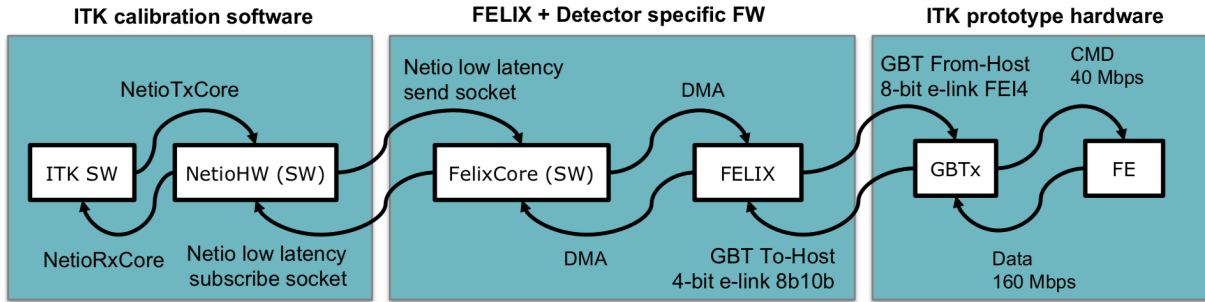 ITK calibration software
FELIX + Detector specific FW
ITK prototype hardware
NetioTxCore
Netio low latency
send socket
DMA
GBT From-Host
8-bit e-link FEI4
CMD
40 Mbps
ITK SW
NetioHW (SW)
FelixCore (SW)
FELIX
GBTx
FE
NetioRxCore
Netio low latency
subscribe socket
DMA
GBT To-Host
4-bit e-link 8b10b
Data
160 Mbps